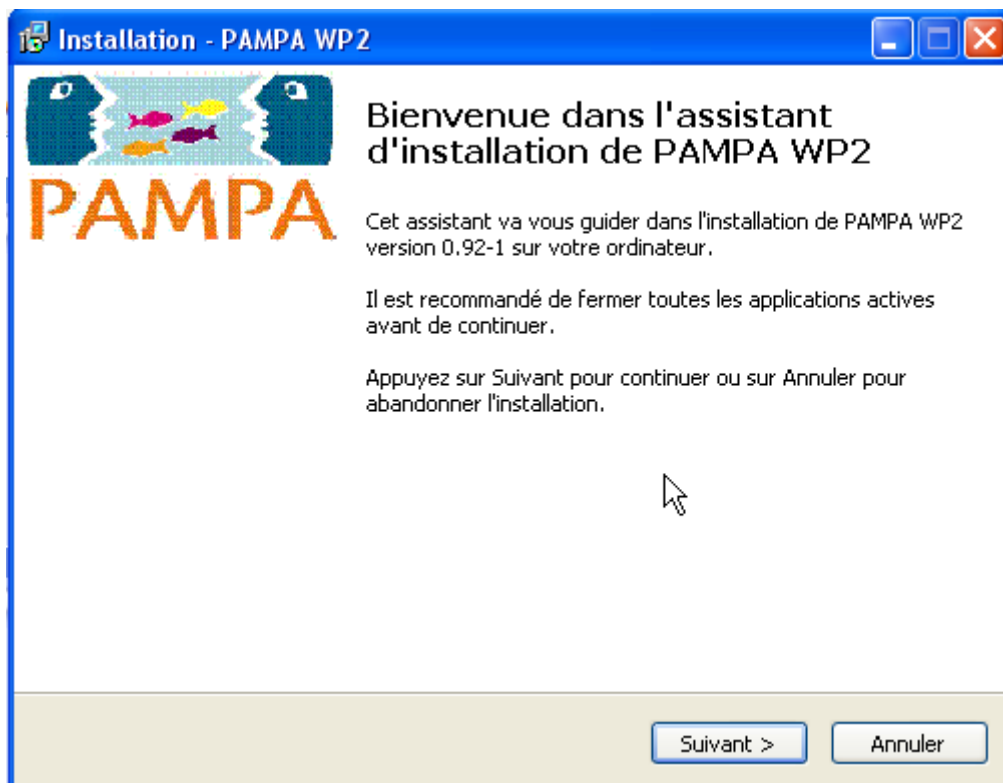 Installation - PAMPA WP2
PAMPA
Bienvenue dans l'assistant
d'installation de PAMPA WP2
Cet assistant va vous guider dans l'installation de PAMPA WP2
version 0.92-1 sur votre ordinateur.
Il est recommandé de fermer toutes les applications actives
avant de continuer.
Appuyez sur Suivant pour continuer ou sur Annuler pour
abandonner l'installation.
Suivant >
Annuler